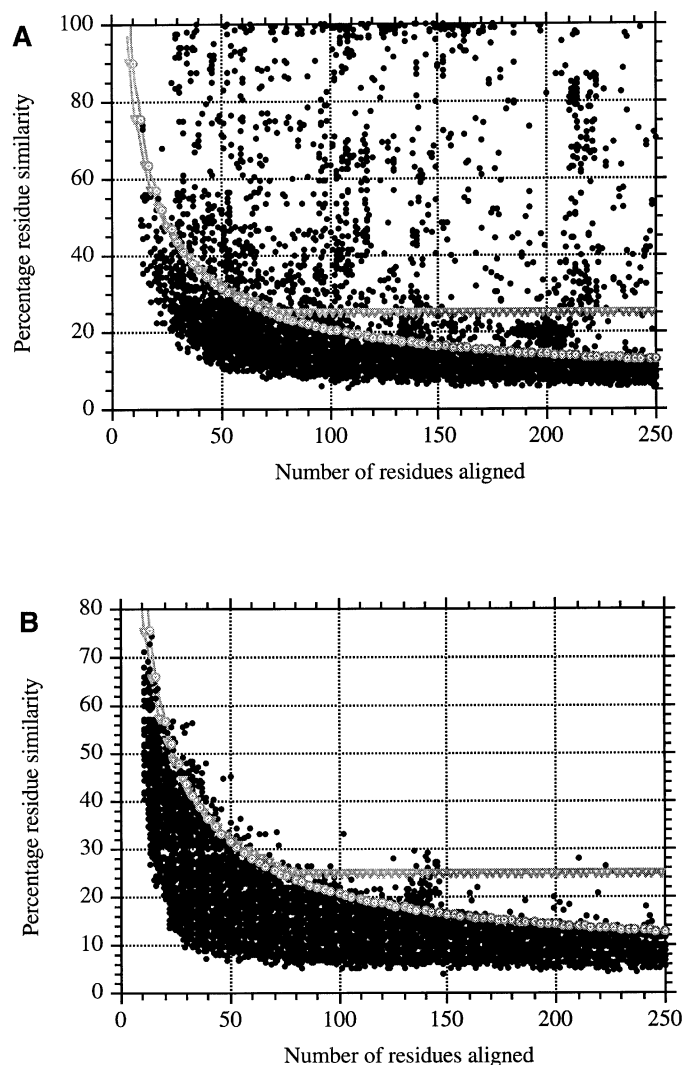 A
Percentage residue similarity
100
80
60
40
20
0
0 50 100 150 200 250
Number of residues aligned
B
Percentage residue similarity
80
70
60
50
40
30
20
10
0
0 50 100 150 200 250
Number of residues aligned